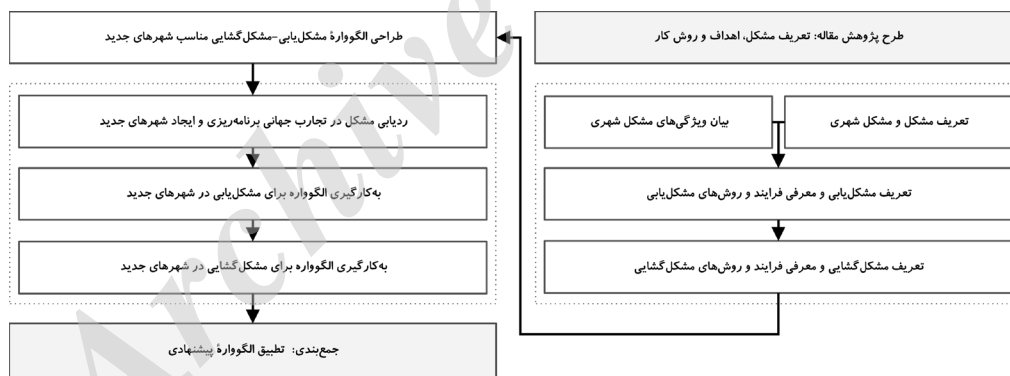 طرح پژوهش مقاله: تعریف مشکل، اهداف و روش کار
تعریف مشکل و مشکل شهری
بیان ویژگی‌های مشکل شهری
تعریف مشکل‌یابی و معرفی فرایند و روش‌های مشکل‌یابی
تعریف مشکل‌گشایی و معرفی فرایند و روش‌های مشکل‌گشایی
طراحی الگووارهٔ مشکل‌یابی-مشکل‌گشایی مناسب شهرهای جدید
ردیابی مشکل در تجارب جهانی برنامه‌ریزی و ایجاد شهرهای جدید
به‌کارگیری الگوواره برای مشکل‌یابی در شهرهای جدید
به‌کارگیری الگوواره برای مشکل‌گشایی در شهرهای جدید
جمع‌بندی: تطبیق الگووارهٔ پیشنهادی
Archive